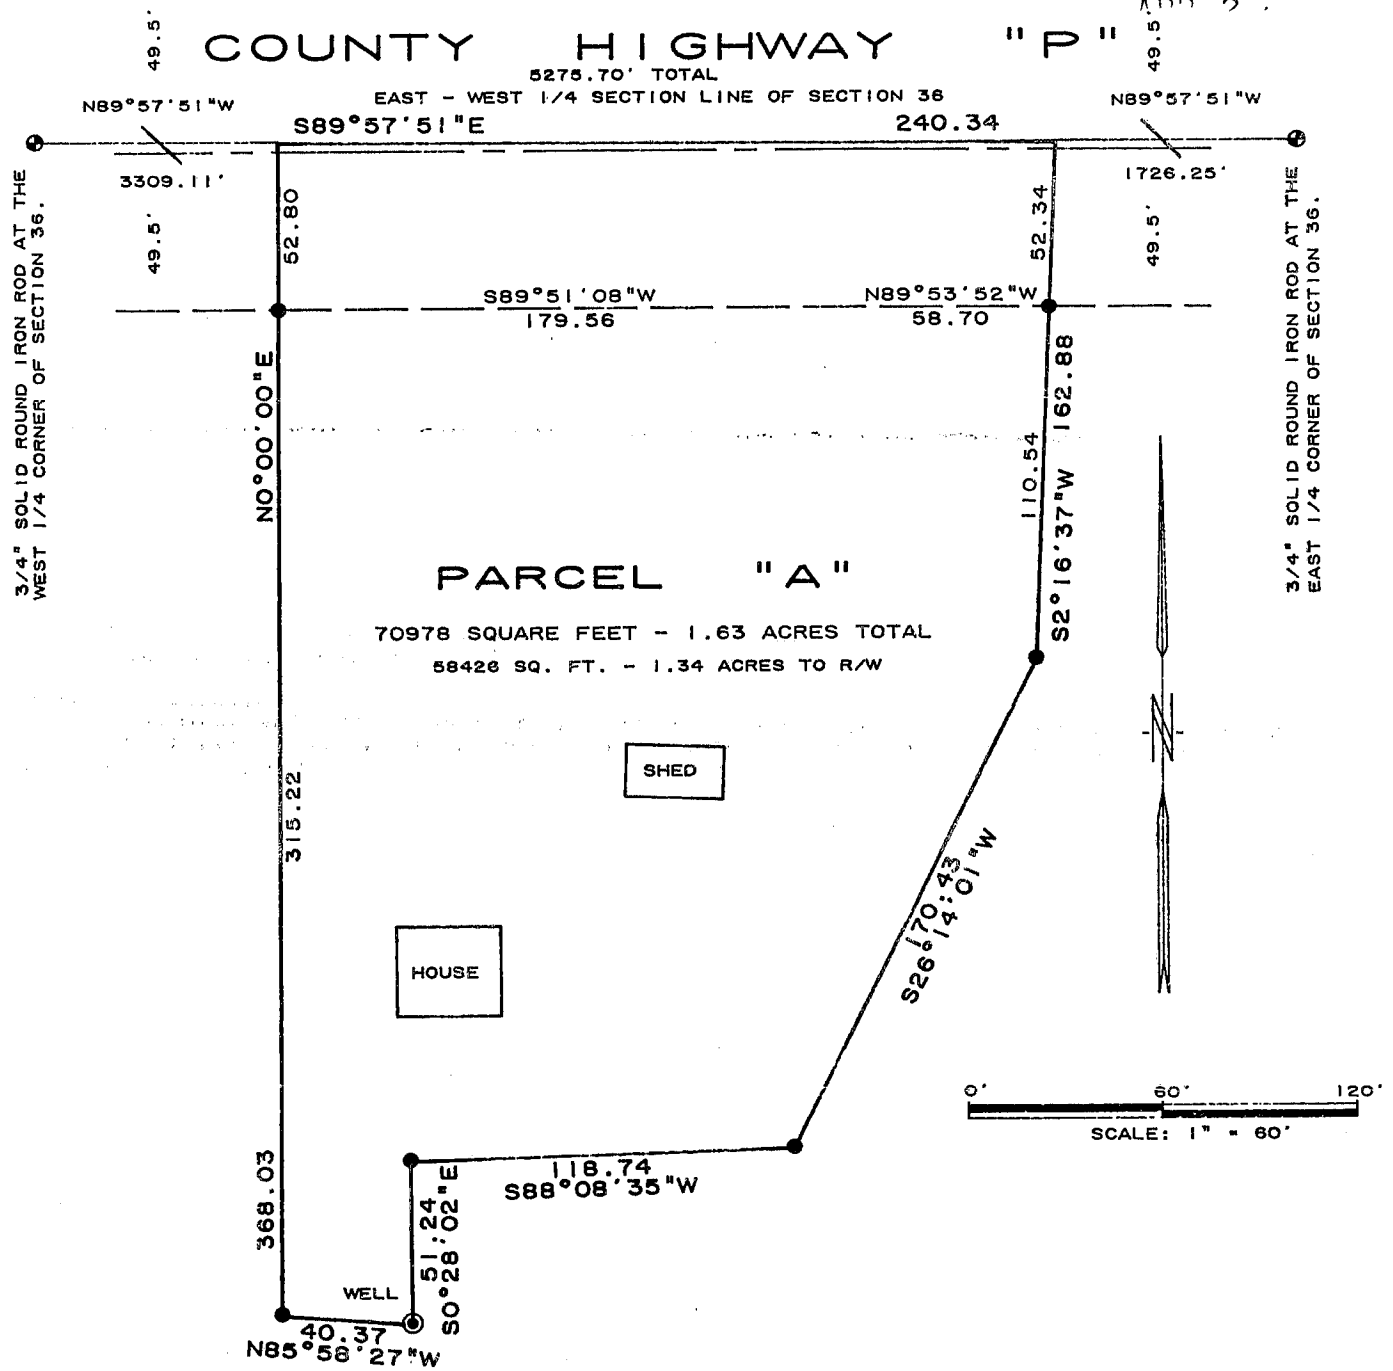 49.5'
COUNTY HIGHWAY "P"
49.5'
5275.70' TOTAL
EAST - WEST 1/4 SECTION LINE OF SECTION 36
N89°57'51"W
N89°57'51"W
S89°57'51"E
240.34
3309.11'
1726.25'
3/4" SOLID ROUND IRON ROD AT THE
WEST 1/4 CORNER OF SECTION 36.
49.5'
52.80
52.34
49.5'
3/4" SOLID ROUND IRON ROD AT THE
EAST 1/4 CORNER OF SECTION 36.
S89°51'08"W
179.56
N89°53'52"W
58.70
N0°00'00"E
110.54
S2°16'37"W 162.88
PARCEL "A"
70978 SQUARE FEET - 1.63 ACRES TOTAL
58426 SQ. FT. - 1.34 ACRES TO R/W
N
SHED
315.22
170.43
S26°14'01"W
HOUSE
0' 60' 120'
SCALE: 1" = 60'
368.03
118.74
S88°08'35"W
51.24
S0°28'02"E
WELL
40.37
N85°58'27"W